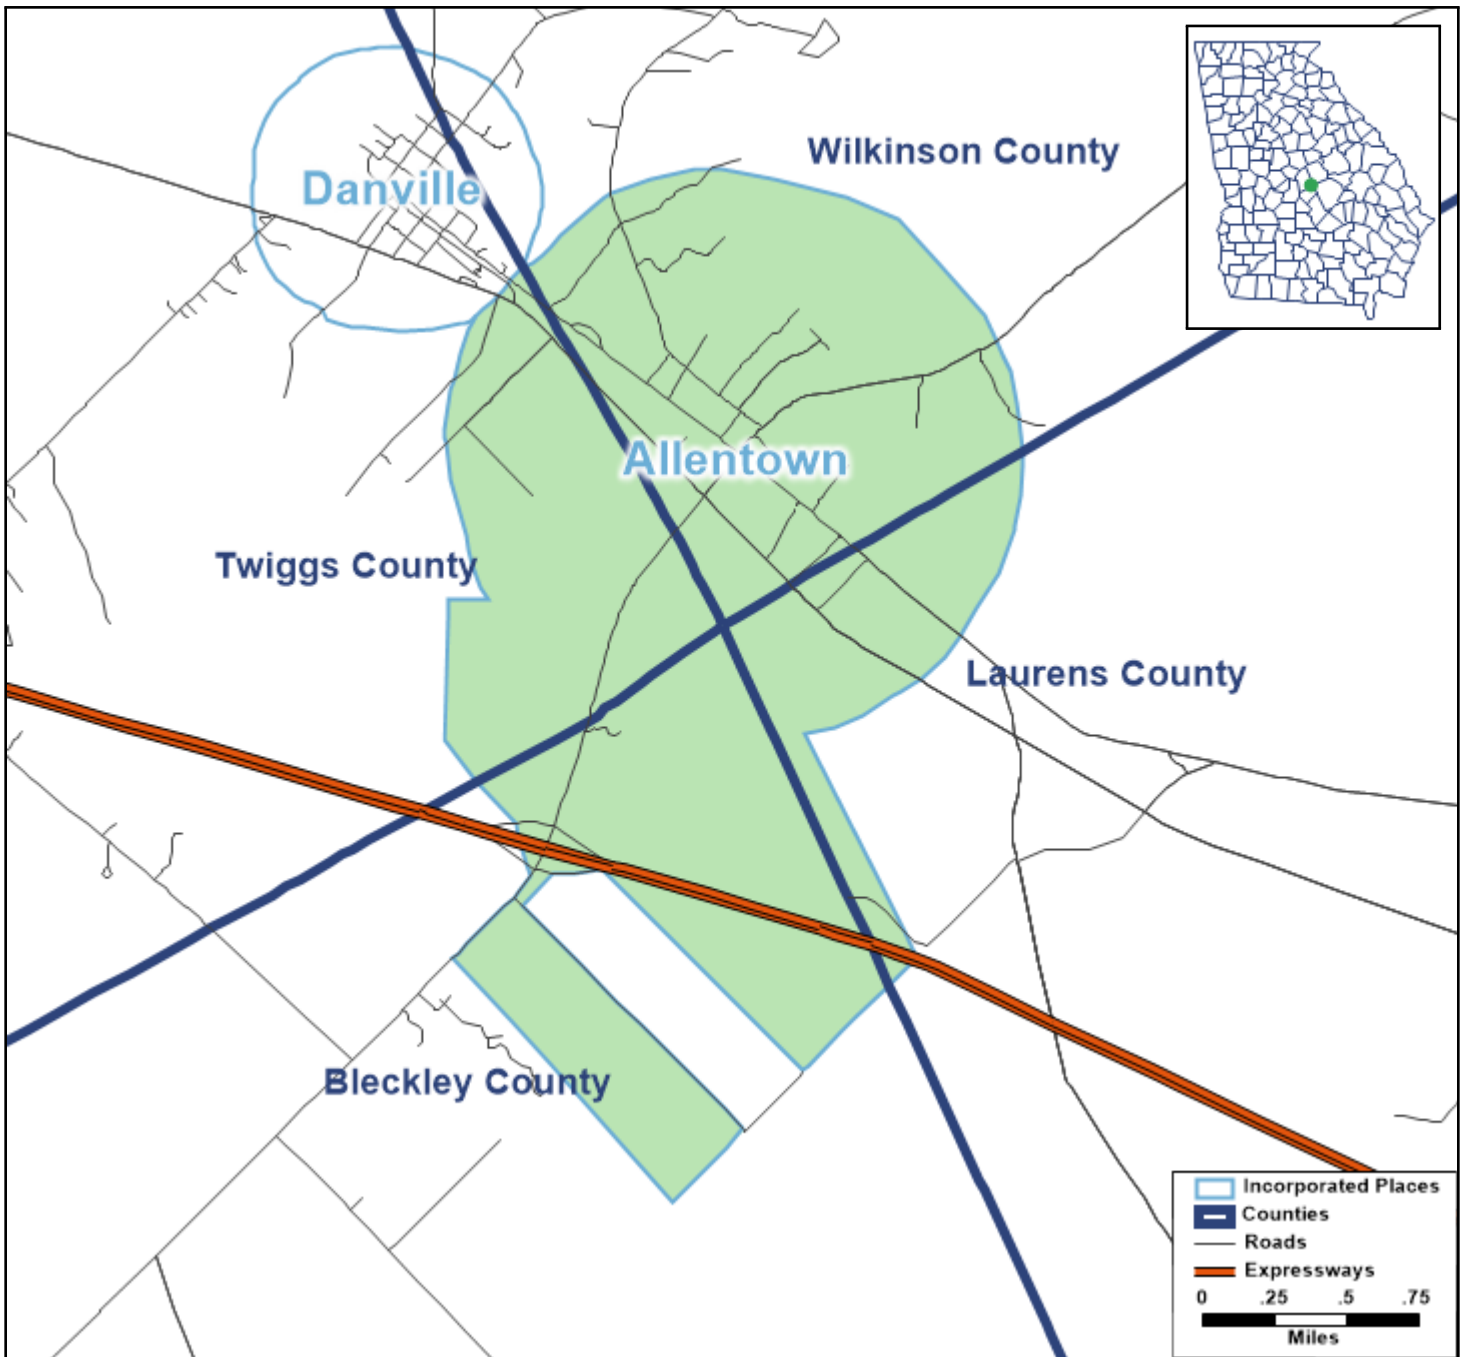 Wilkinson County
Danville
Allentown
Twiggs County
Laurens County
Bleckley County
Incorporated Places
Counties
Roads
Expressways
0 .25 .5 .75
Miles